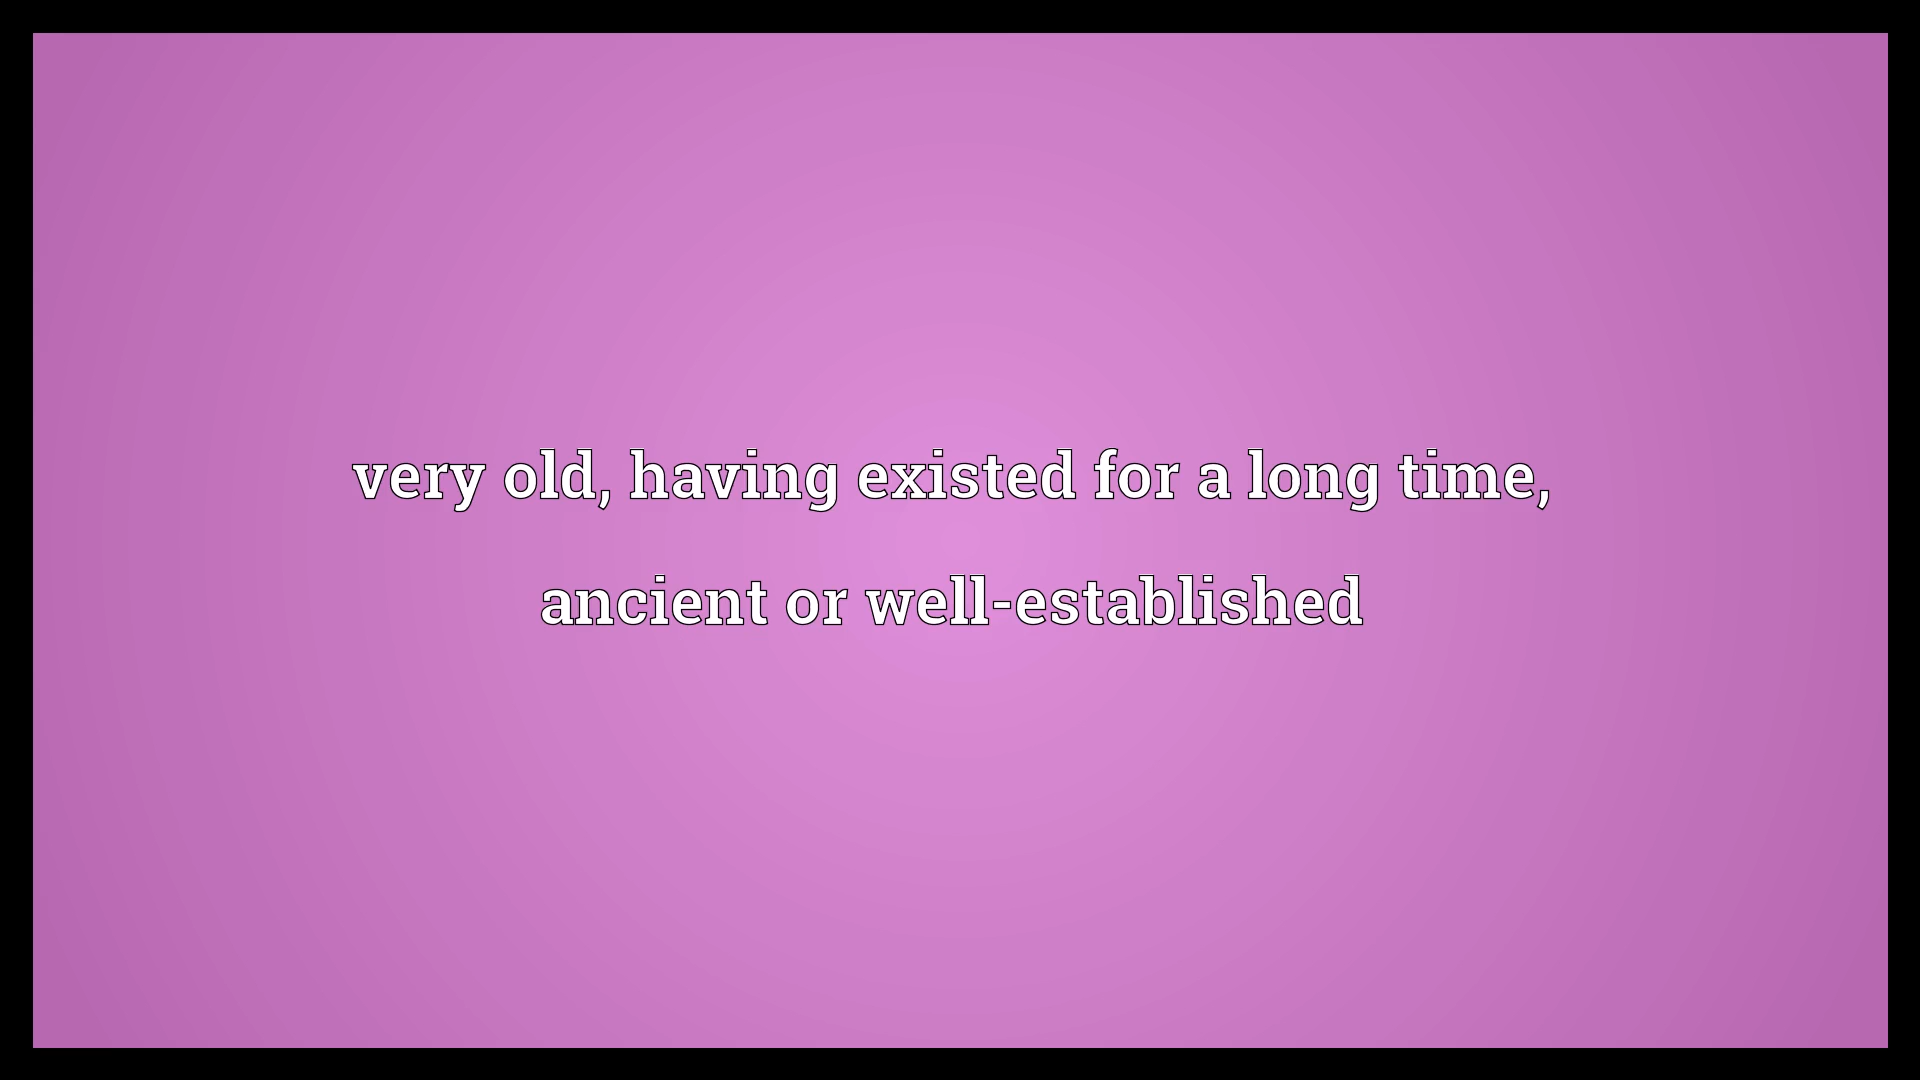 very old, having existed for a long time,
ancient or well-established